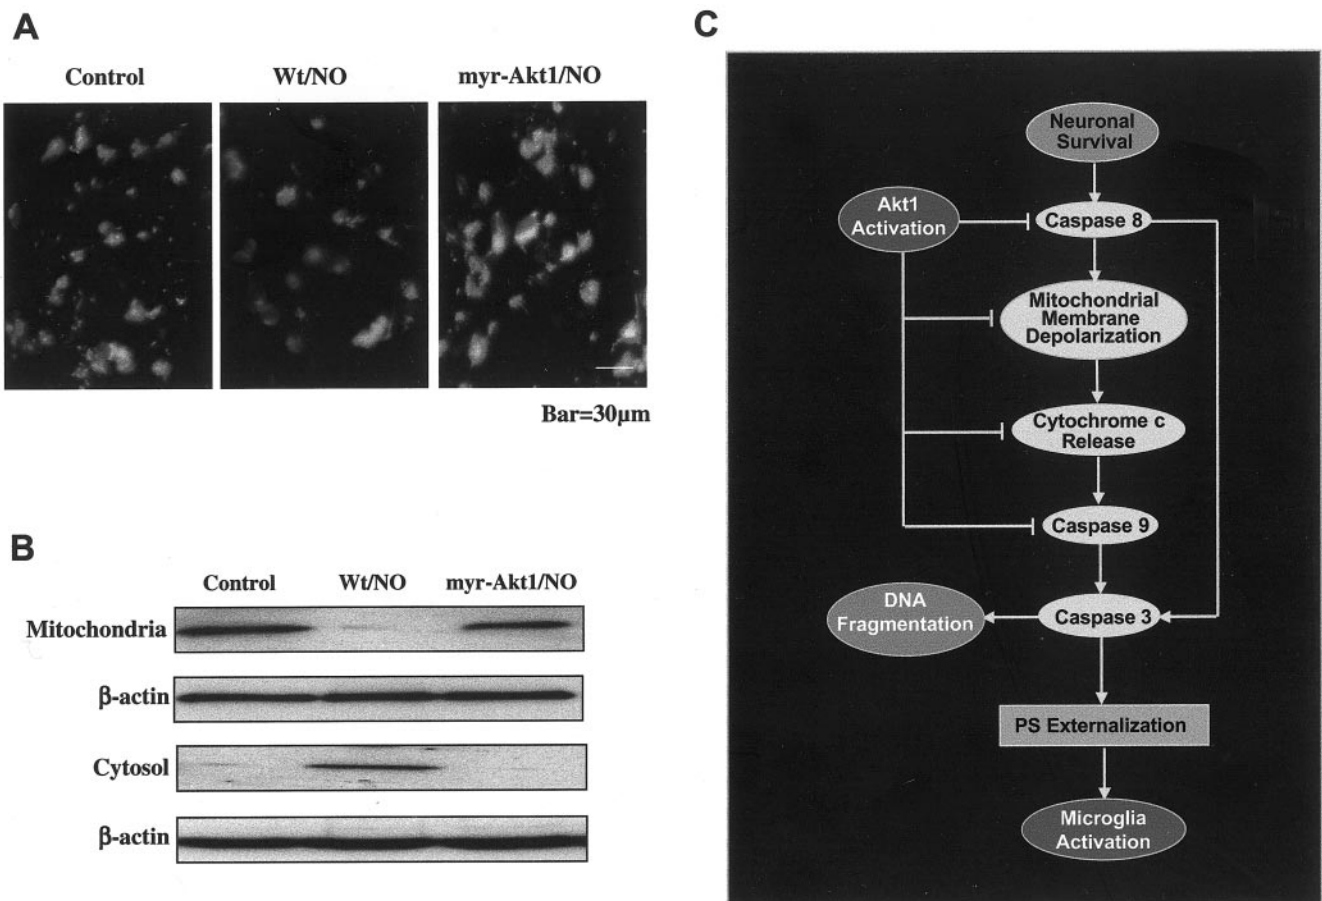 A
Control
Wt/NO
myr-Akt1/NO
Bar=30μm
B
Control
Wt/NO
myr-Akt1/NO
Mitochondria
β-actin
Cytosol
β-actin
C
Neuronal
Survival
Akt1
Activation
Caspase 8
Mitochondrial
Membrane
Depolarization
Cytochrome c
Release
Caspase 9
DNA
Fragmentation
Caspase 3
PS Externalization
Microglia
Activation